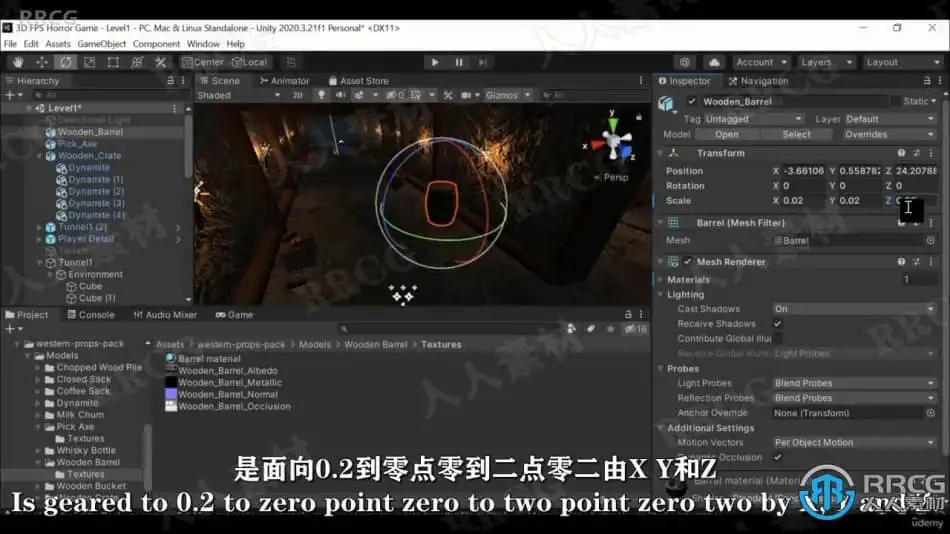 3D FPS Horror Game - Level1 - PC, Mac & Linux Standalone - Unity 2020.3.21f1 Personal* <DX11>
File Edit Assets GameObject Component Window Help
Center Local Account Layers Layout
Hierarchy Scene Animator Asset Store Inspector Navigation
All Shaded 2D 0 Gizmos All Wooden_Barrel Static
Level1* Tag Untagged Layer Default
Directional Light Model Open Select Overrides
Wooden_Barrel y
Pick_Axe x z Transform
Wooden_Crate Persp Position X -3.66106 Y 0.558782 Z 24.20788
Dynamite Rotation X 0 Y 0 Z 0
Dynamite (1) Scale X 0.02 Y 0.02 Z
Dynamite (2)
Dynamite (3) Barrel (Mesh Filter)
Dynamite (4) Mesh Barrel
Tunnel1 (2)
Player Detail Mesh Renderer
Materials 1
Tunnel1 Lighting
Environment Cast Shadows On
Cube Receive Shadows
Cube (1) Contribute Global Illu
Project Console Audio Mixer Game Receive Global Illu Light Probes
16 Probes
western-props-pack Assets > western-props-pack > Models > Wooden Barrel > Textures Light Probes Blend Probes
Models Barrel material Reflection Probes Blend Probes
Chopped Wood Pile Wooden_Barrel_Albedo Anchor Override None (Transform)
Closed Sack Wooden_Barrel_Metallic Additional Settings
Coffee Sack Wooden_Barrel_Normal Motion Vectors Per Object Motion
Dynamite Wooden_Barrel_Occlusion Dynamic Occlusion
Milk Churn
Pick Axe
Textures
Whisky Bottle
Wooden Barrel
Textures
Wooden Bucket
Barrel material (Mater
是面向0.2到零点零到二点零二由X Y和Z
Is geared to 0.2 to zero point zero to two point zero two by X, Y and Z
RRCG
人人素材
udemy